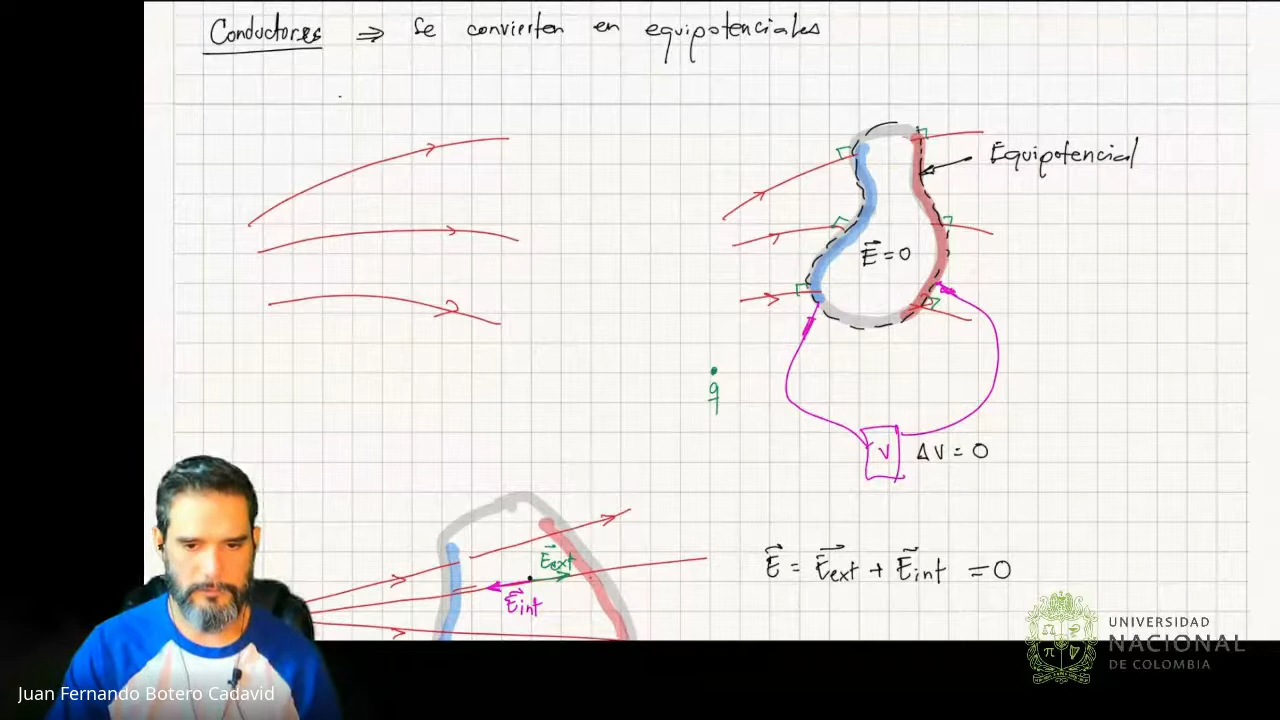 Conductores ⇒ Se convierten en equipotenciales
Equipotencial
E⃗ = 0
q
V ΔV = 0
E⃗ext
E⃗int
E⃗ = E⃗ext + E⃗int = 0
UNIVERSIDAD
NACIONAL
DE COLOMBIA
Juan Fernando Botero Cadavid